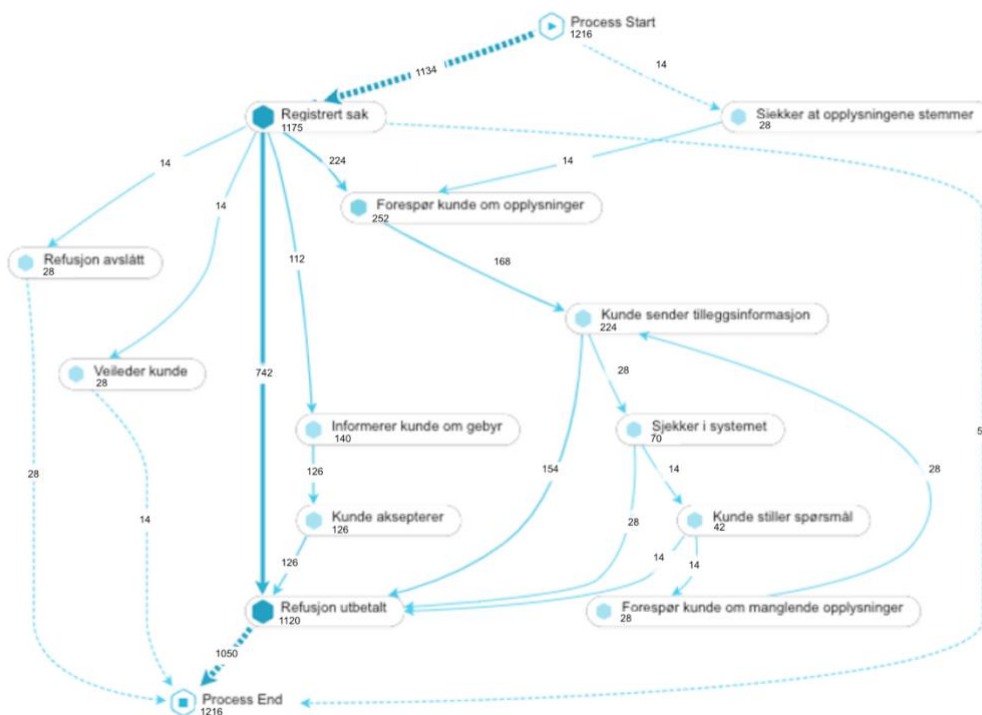 Process Start
1216
1134
14
Registrert sak
1175
Siekker at opplysningene stemmer
28
14
224
14
14
Forespør kunde om opplysninger
252
Refusjon avslått
28
112
168
Kunde sender tilleggsinformasjon
224
Veileder kunde
28
742
28
Informerer kunde om gebyr
140
Sjekker i systemet
70
5
126
154
14
28
28
Kunde aksepterer
126
28
Kunde stiller spørsmål
42
14
126
14
14
Refusjon utbetalt
1120
Forespør kunde om manglende opplysninger
28
1050
Process End
1216